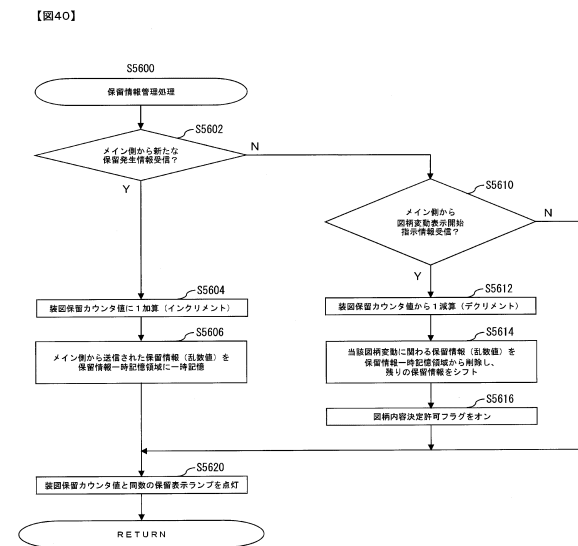 【図40】
S5600
保留情報管理処理
S5602
メイン側から新たな
保留発生情報受信？
N
Y
S5610
メイン側から
図柄変動表示開始
指示情報受信？
N
Y
S5604
装図保留カウンタ値に１加算（インクリメント）
S5606
メイン側から送信された保留情報（乱数値）を
保留情報一時記憶領域に一時記憶
S5612
装図保留カウンタ値から１減算（デクリメント）
S5614
当該図柄変動に関わる保留情報（乱数値）を
保留情報一時記憶領域から削除し、
残りの保留情報をシフト
S5616
図柄内容決定許可フラグをオン
S5620
装図保留カウンタ値と同数の保留表示ランプを点灯
RETURN